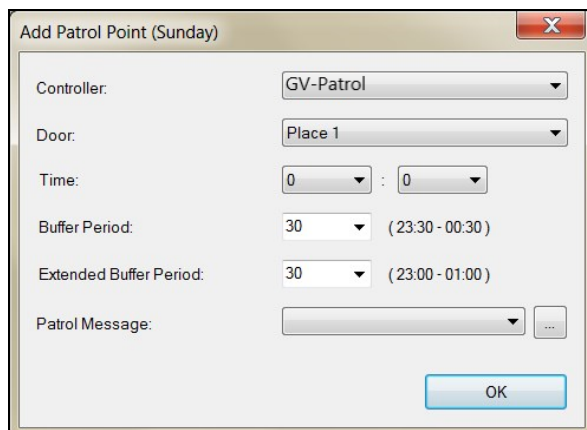 Add Patrol Point (Sunday)
Controller: GV-Patrol
Door: Place 1
Time: 0 : 0
Buffer Period: 30 ( 23:30 - 00:30 )
Extended Buffer Period: 30 ( 23:00 - 01:00 )
Patrol Message: ...
OK